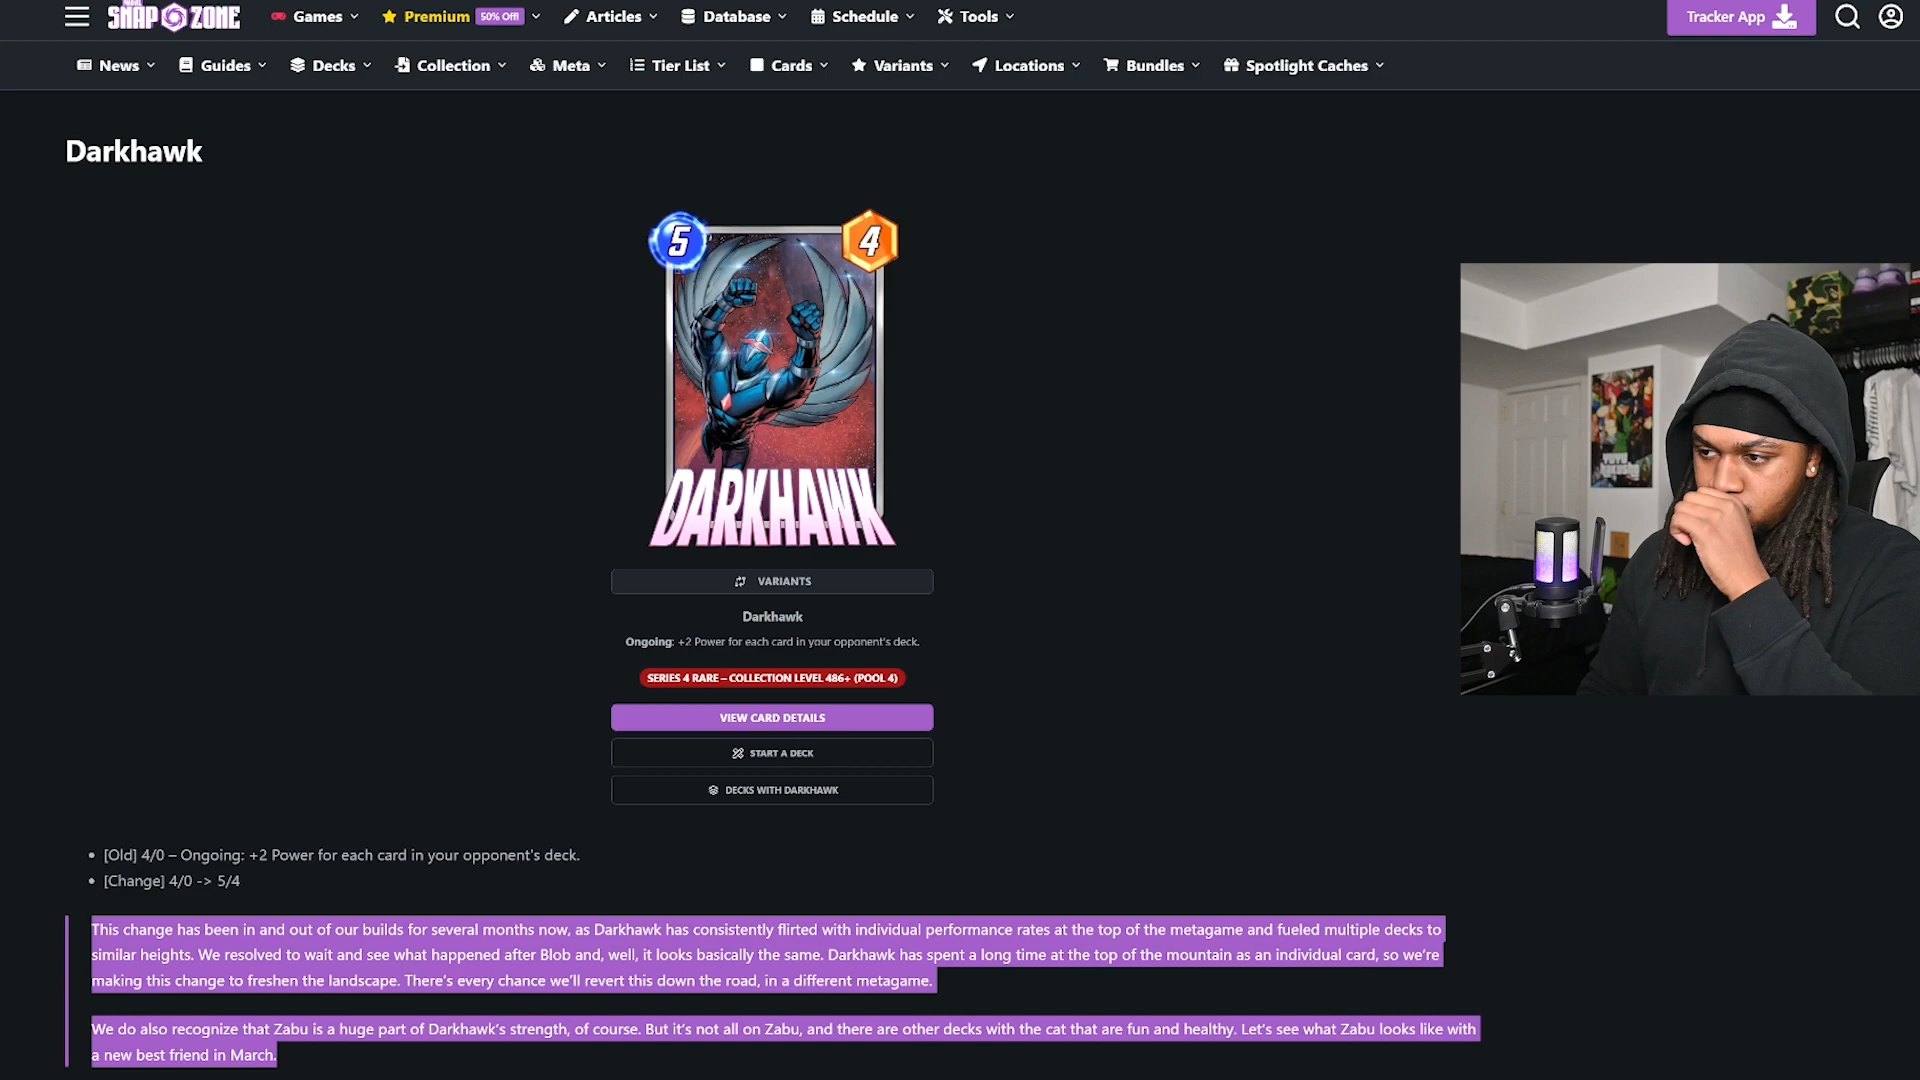 MARVEL
SNAP ZONE
Games
Premium
50% Off!
Articles
Database
Schedule
Tools
Tracker App
News
Guides
Decks
Collection
Meta
Tier List
Cards
Variants
Locations
Bundles
Spotlight Caches
Darkhawk
5
4
DARKHAWK
VARIANTS
Darkhawk
Ongoing: +2 Power for each card in your opponent's deck.
SERIES 4 RARE – COLLECTION LEVEL 486+ (POOL 4)
VIEW CARD DETAILS
START A DECK
DECKS WITH DARKHAWK
• [Old] 4/0 – Ongoing: +2 Power for each card in your opponent's deck.
• [Change] 4/0 -> 5/4
This change has been in and out of our builds for several months now, as Darkhawk has consistently flirted with individual performance rates at the top of the metagame and fueled multiple decks to
similar heights. We resolved to wait and see what happened after Blob and, well, it looks basically the same. Darkhawk has spent a long time at the top of the mountain as an individual card, so we're
making this change to freshen the landscape. There's every chance we'll revert this down the road, in a different metagame.
We do also recognize that Zabu is a huge part of Darkhawk's strength, of course. But it's not all on Zabu, and there are other decks with the cat that are fun and healthy. Let's see what Zabu looks like with
a new best friend in March.